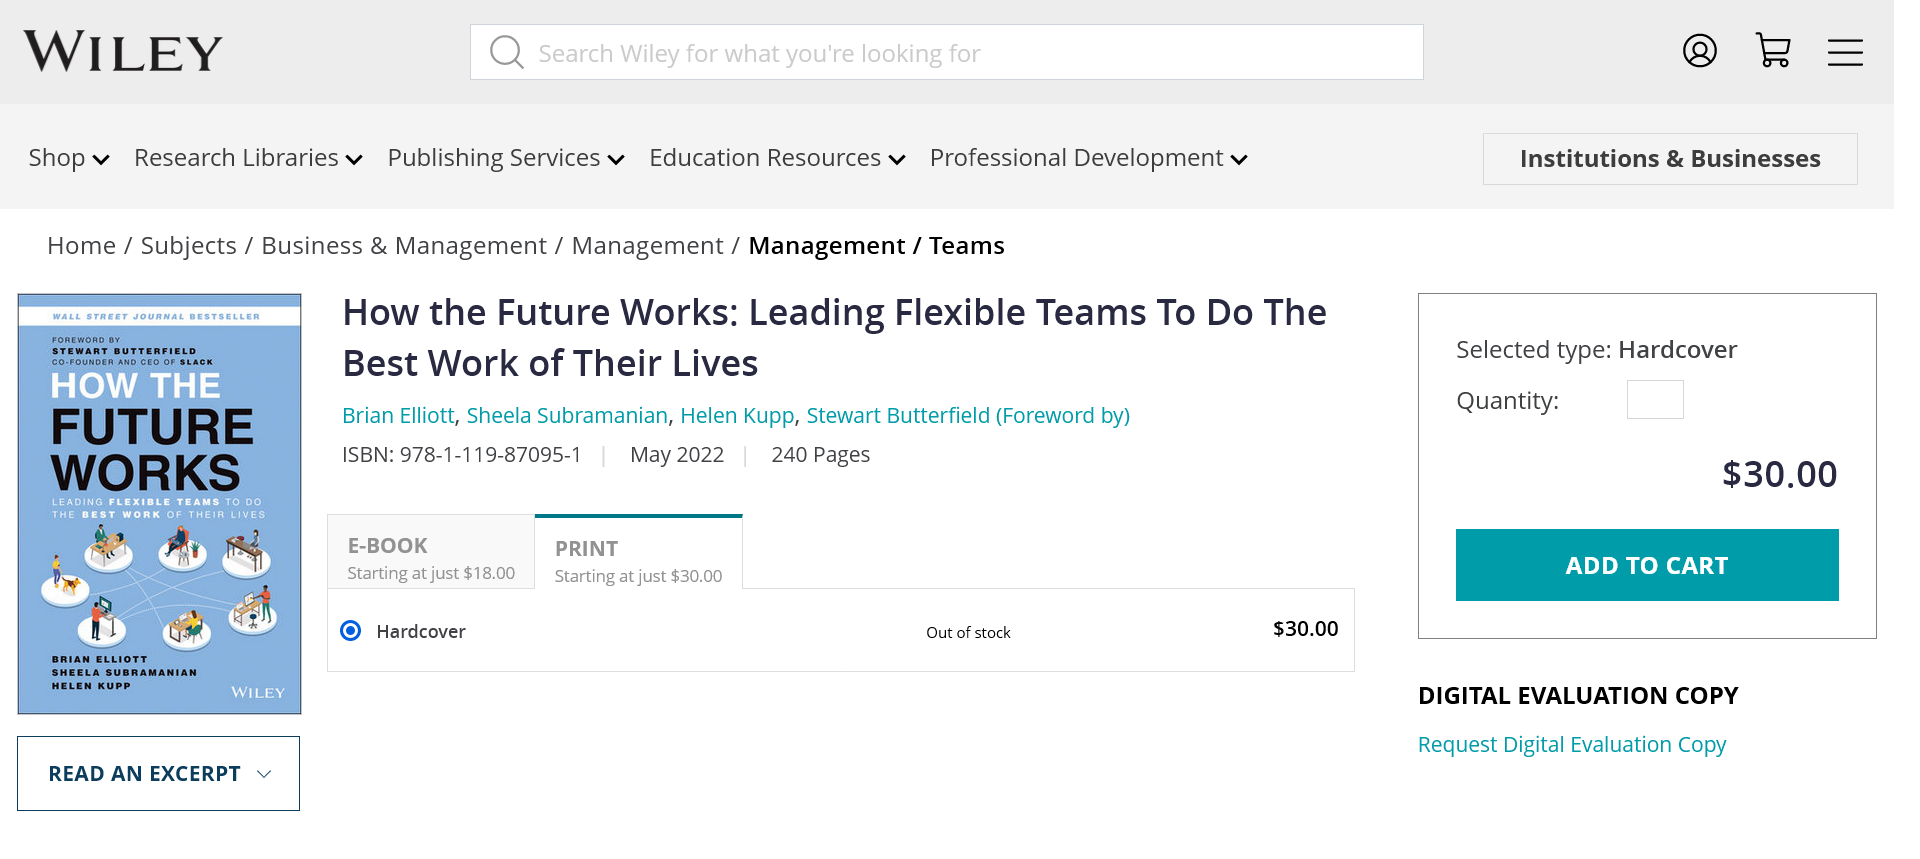 WILEY
Search Wiley for what you're looking for
Shop
Research Libraries
Publishing Services
Education Resources
Professional Development
Institutions & Businesses
Home / Subjects / Business & Management / Management / Management / Teams
WALL STREET JOURNAL BESTSELLER
FOREWORD BY
STEWART BUTTERFIELD
CO-FOUNDER AND CEO OF SLACK
HOW THE
FUTURE
WORKS
LEADING FLEXIBLE TEAMS TO DO
THE BEST WORK OF THEIR LIVES
BRIAN ELLIOTT
SHEELA SUBRAMANIAN
HELEN KUPP
WILEY
READ AN EXCERPT
How the Future Works: Leading Flexible Teams To Do The
Best Work of Their Lives
Brian Elliott, Sheela Subramanian, Helen Kupp, Stewart Butterfield (Foreword by)
ISBN: 978-1-119-87095-1 | May 2022 | 240 Pages
E-BOOK
Starting at just $18.00
PRINT
Starting at just $30.00
Hardcover
Out of stock
$30.00
Selected type: Hardcover
Quantity:
$30.00
ADD TO CART
DIGITAL EVALUATION COPY
Request Digital Evaluation Copy